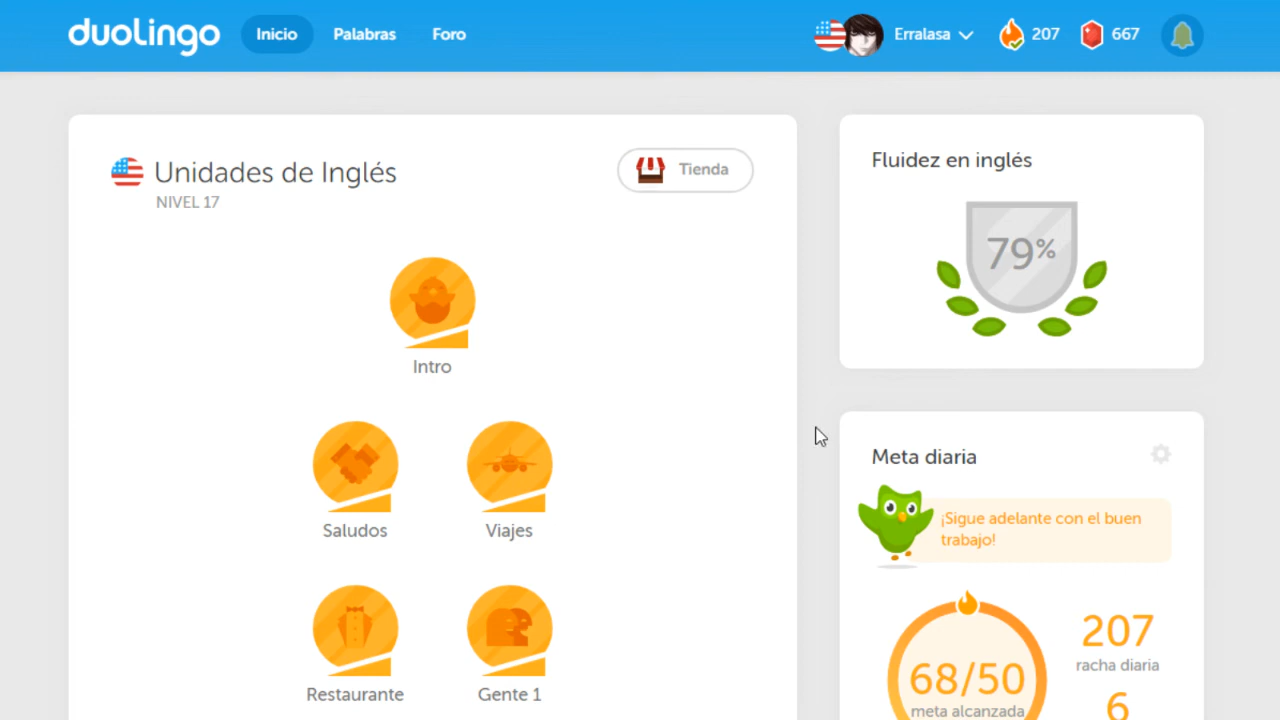 duolingo
Inicio
Palabras
Foro
Erralasa
207
667
Unidades de Inglés
NIVEL 17
Tienda
Intro
Saludos
Viajes
Restaurante
Gente 1
Fluidez en inglés
79%
Meta diaria
¡Sigue adelante con el buen
trabajo!
68/50
meta alcanzada
207
racha diaria
6